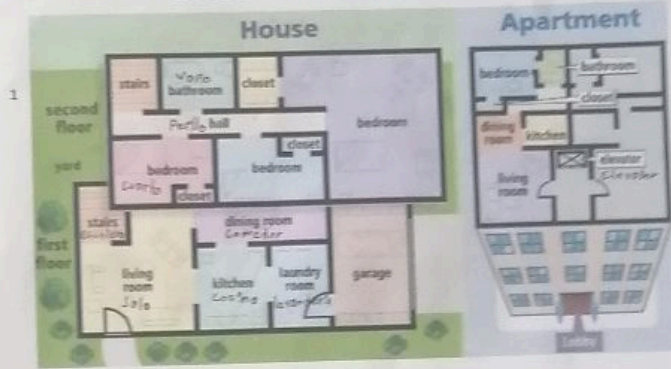 House
Apartment
1
stairs
bathroom
closet
second
floor
hall
bedroom
closet
bedroom
bedroom
closet
yard
stairs
dining room
Comedor
first
floor
living
room
Sala
kitchen
laundry
room
garage
bedroom
bathroom
closet
dining
room
kitchen
elevator
living
room
Lobby